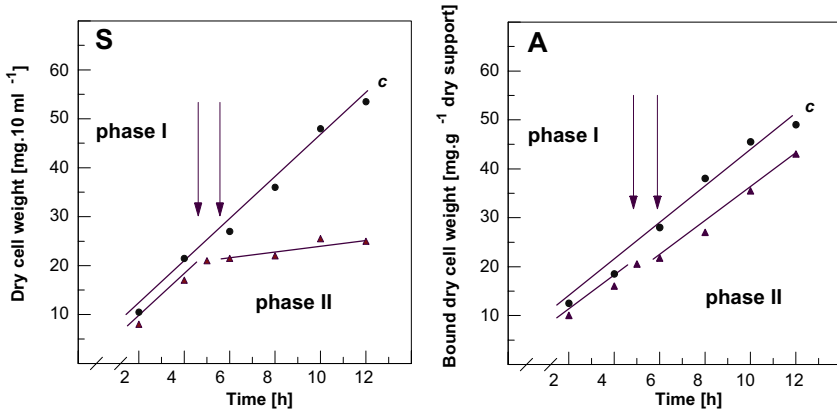 S
Dry cell weight [mg.10 ml ⁻¹]
60
50
40
30
20
10
phase I
phase II
c
2 4 6 8 10 12
Time [h]
A
Bound dry cell weight [mg.g ⁻¹ dry support]
60
50
40
30
20
10
phase I
phase II
c
2 4 6 8 10 12
Time [h]